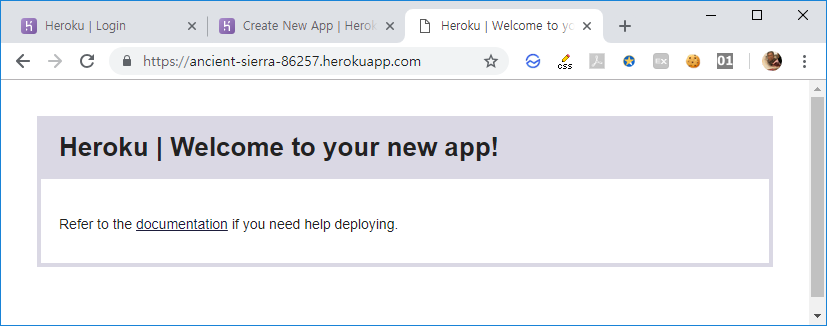 Heroku | Login
Create New App | Herok
Heroku | Welcome to yo
https://ancient-sierra-86257.herokuapp.com
css
01
Heroku | Welcome to your new app!
Refer to the documentation if you need help deploying.